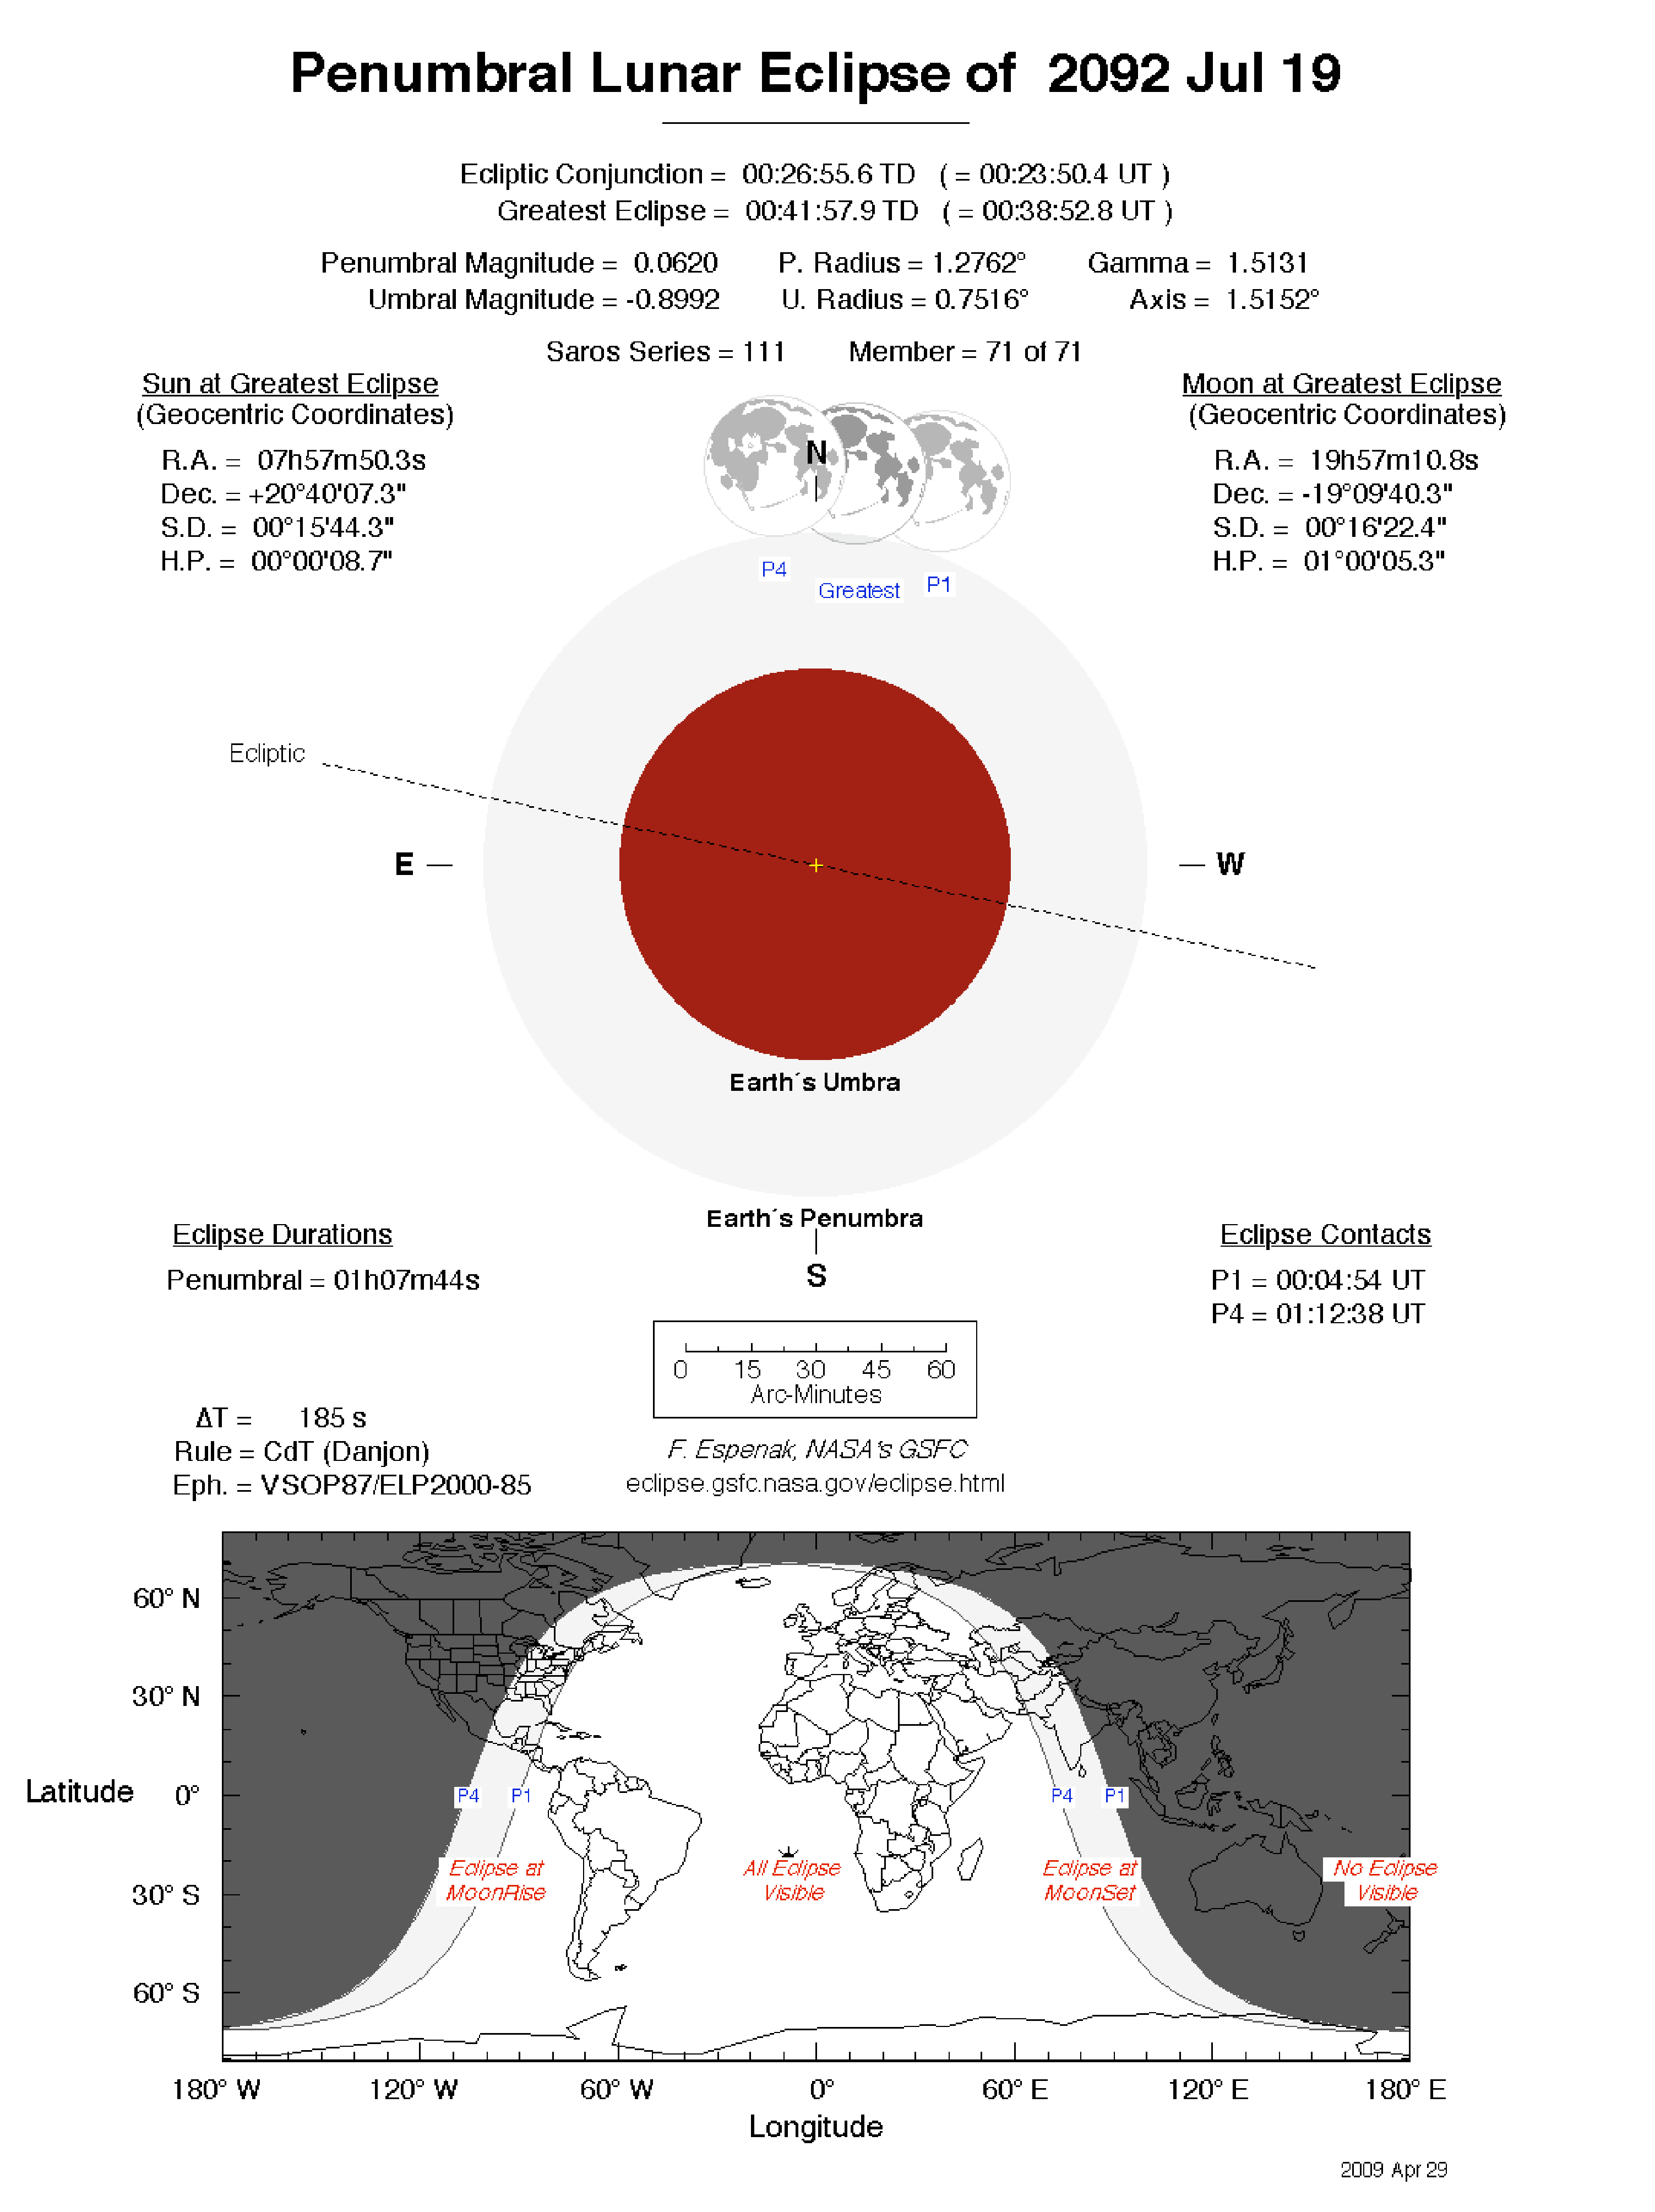 Penumbral Lunar Eclipse of  2092 Jul 19
Ecliptic Conjunction =  00:26:55.6 TD   ( = 00:23:50.4 UT )
Greatest Eclipse =  00:41:57.9 TD   ( = 00:38:52.8 UT )
Penumbral Magnitude =  0.0620   P. Radius = 1.2762°   Gamma =  1.5131
Umbral Magnitude = -0.8992   U. Radius = 0.7516°   Axis =  1.5152°
Saros Series = 111   Member = 71 of 71
Sun at Greatest Eclipse
(Geocentric Coordinates)
R.A. =  07h57m50.3s
Dec. = +20°40'07.3"
S.D. =  00°15'44.3"
H.P. =  00°00'08.7"
Moon at Greatest Eclipse
(Geocentric Coordinates)
R.A. =  19h57m10.8s
Dec. = -19°09'40.3"
S.D. =  00°16'22.4"
H.P. =  01°00'05.3"
N
P4
Greatest
P1
Ecliptic
E
W
Earth´s Umbra
Earth´s Penumbra
S
Eclipse Durations
Penumbral = 01h07m44s
Eclipse Contacts
P1 = 00:04:54 UT
P4 = 01:12:38 UT
0 15 30 45 60
Arc-Minutes
ΔT =      185 s
Rule = CdT (Danjon)
Eph. = VSOP87/ELP2000-85
F. Espenak, NASA's GSFC
eclipse.gsfc.nasa.gov/eclipse.html
60° N
30° N
Latitude
0°
30° S
60° S
P4
P1
P4
P1
Eclipse at
MoonRise
All Eclipse
Visible
Eclipse at
MoonSet
No Eclipse
Visible
180° W 120° W 60° W 0° 60° E 120° E 180° E
Longitude
2009 Apr 29